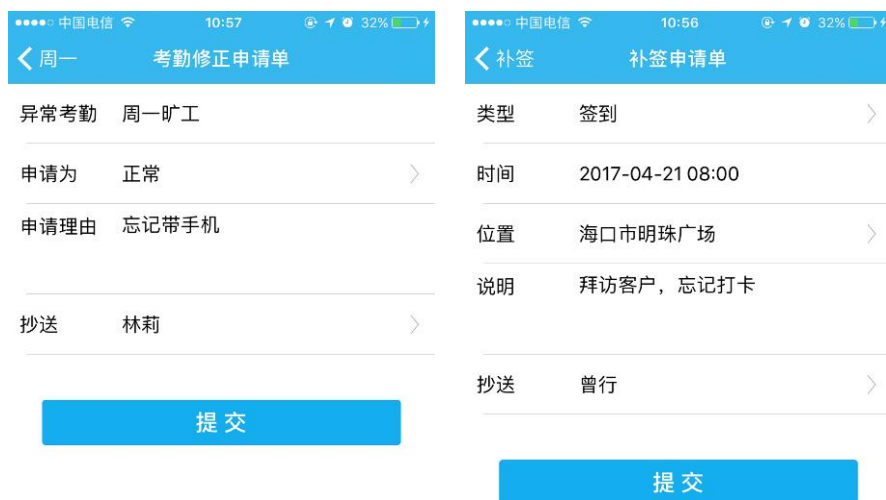 中国电信 10:57 32%
周一 考勤修正申请单
异常考勤 周一旷工
申请为 正常
申请理由 忘记带手机
抄送 林莉
提交
中国电信 10:56 32%
补签 补签申请单
类型 签到
时间 2017-04-21 08:00
位置 海口市明珠广场
说明 拜访客户，忘记打卡
抄送 曾行
提交